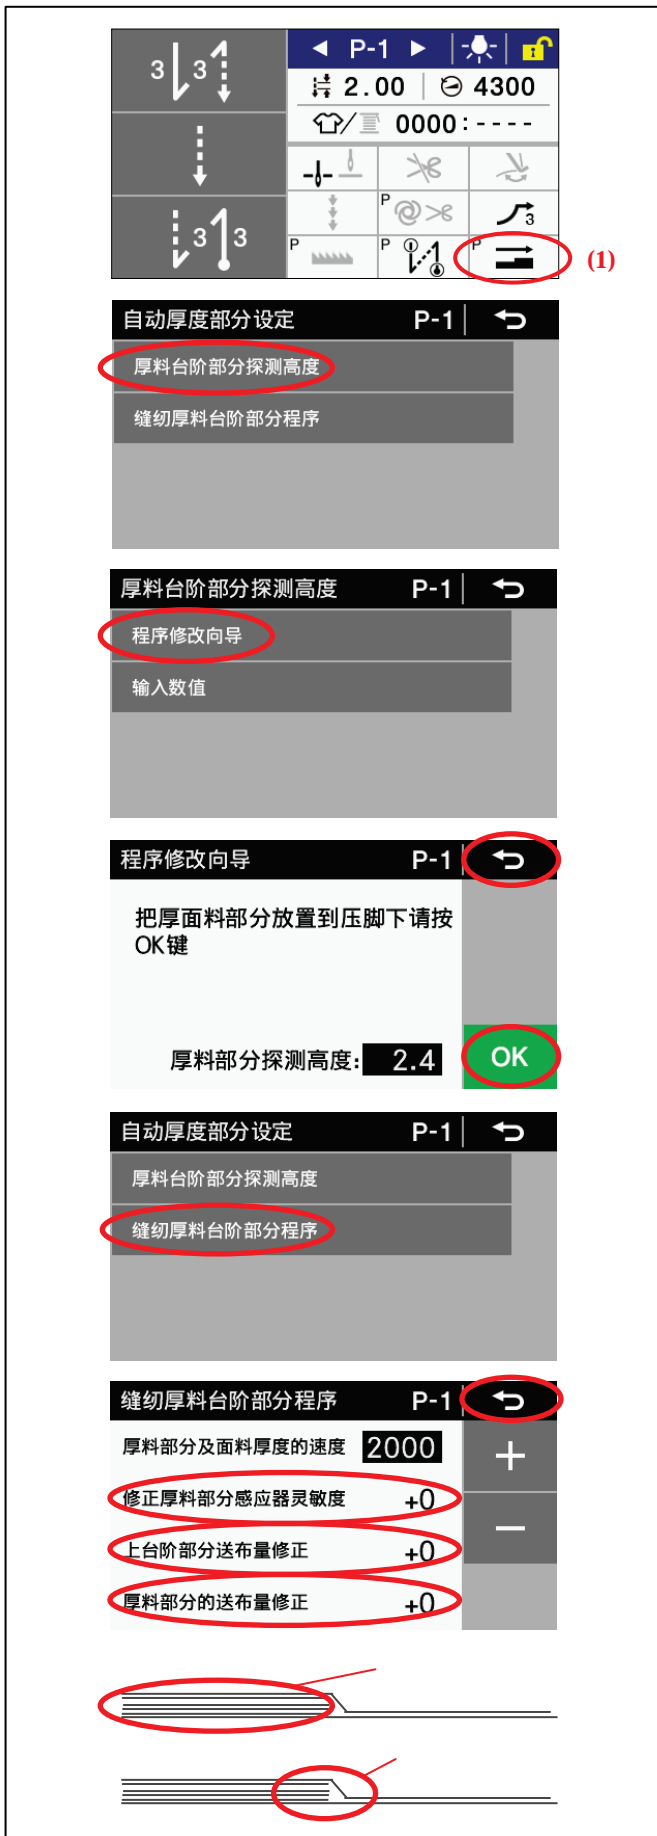 3 3
◀ P-1 ▶
2.00 4300
/ 0000:----
3 3
P
3
P P P
(1)
自动厚度部分设定 P-1
厚料台阶部分探测高度
缝纫厚料台阶部分程序
厚料台阶部分探测高度 P-1
程序修改向导
输入数值
程序修改向导 P-1
把厚面料部分放置到压脚下请按
OK键
厚料部分探测高度: 2.4 OK
自动厚度部分设定 P-1
厚料台阶部分探测高度
缝纫厚料台阶部分程序
缝纫厚料台阶部分程序 P-1
厚料部分及面料厚度的速度 2000 +
修正厚料部分感应器灵敏度 +0
−
上台阶部分送布量修正 +0
厚料部分的送布量修正 +0